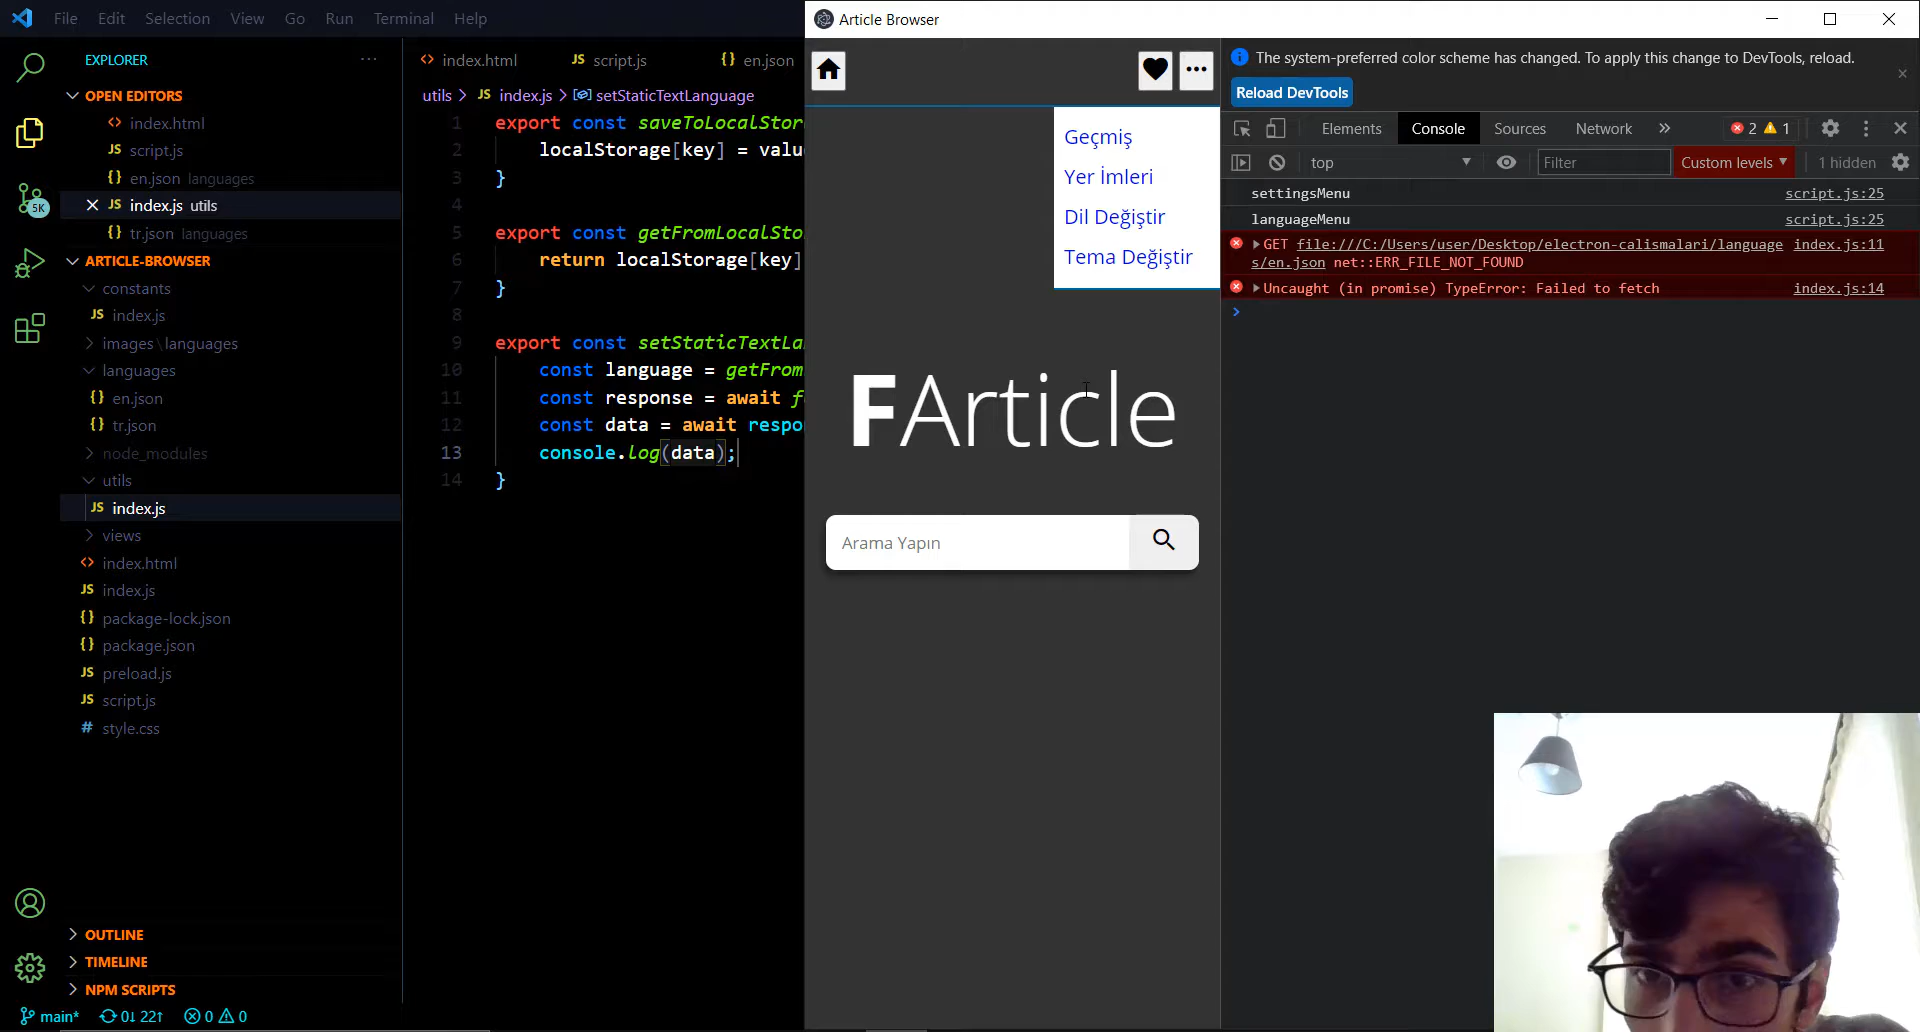 File Edit Selection View Go Run Terminal Help
EXPLORER
OPEN EDITORS
index.html
script.js
en.json languages
index.js utils
tr.json languages
ARTICLE-BROWSER
constants
index.js
images\languages
languages
en.json
tr.json
node_modules
utils
index.js
views
index.html
index.js
package-lock.json
package.json
preload.js
script.js
style.css
OUTLINE
TIMELINE
NPM SCRIPTS
main* 0↓ 22↑ 0 0
5K
index.html script.js en.json
utils > index.js > setStaticTextLanguage
1 export const saveToLocalStor
2 localStorage[key] = valu
3 }
4
5 export const getFromLocalSto
6 return localStorage[key]
7 }
8
9 export const setStaticTextLa
10 const language = getFrom
11 const response = await f
12 const data = await respo
13 console.log(data);
14 }
Article Browser
Geçmiş
Yer İmleri
Dil Değiştir
Tema Değiştir
FArticle
Arama Yapın
The system-preferred color scheme has changed. To apply this change to DevTools, reload.
Reload DevTools
Elements Console Sources Network 2 1
top Filter Custom levels 1 hidden
settingsMenu script.js:25
languageMenu script.js:25
GET file:///C:/Users/user/Desktop/electron-calismalari/language index.js:11
s/en.json net::ERR_FILE_NOT_FOUND
Uncaught (in promise) TypeError: Failed to fetch index.js:14